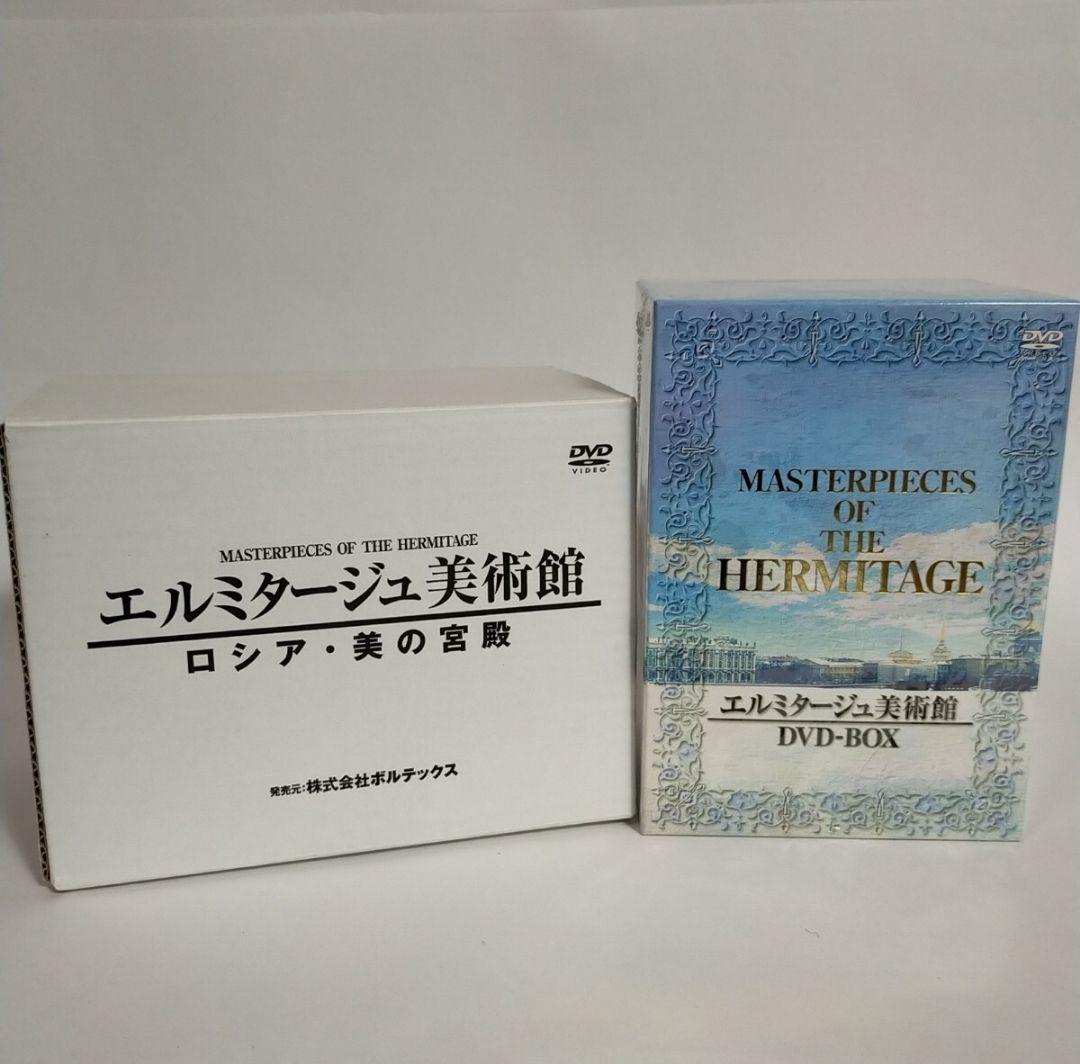 DVD
VIDEO
MASTERPIECES OF THE HERMITAGE
エルミタージュ美術館
ロシア・美の宮殿
発売元:株式会社ボルテックス
DVD
MASTERPIECES
OF
THE
HERMITAGE
エルミタージュ美術館
DVD-BOX